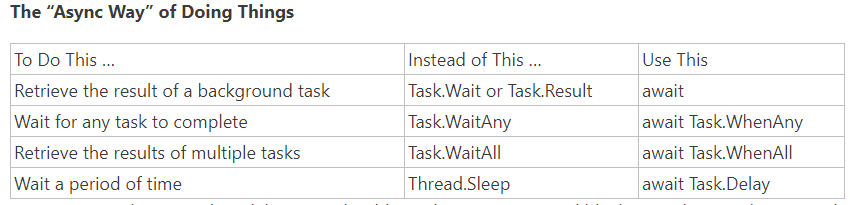 The “Async Way” of Doing Things
To Do This ... Instead of This ... Use This
Retrieve the result of a background task Task.Wait or Task.Result await
Wait for any task to complete Task.WaitAny await Task.WhenAny
Retrieve the results of multiple tasks Task.WaitAll await Task.WhenAll
Wait a period of time Thread.Sleep await Task.Delay